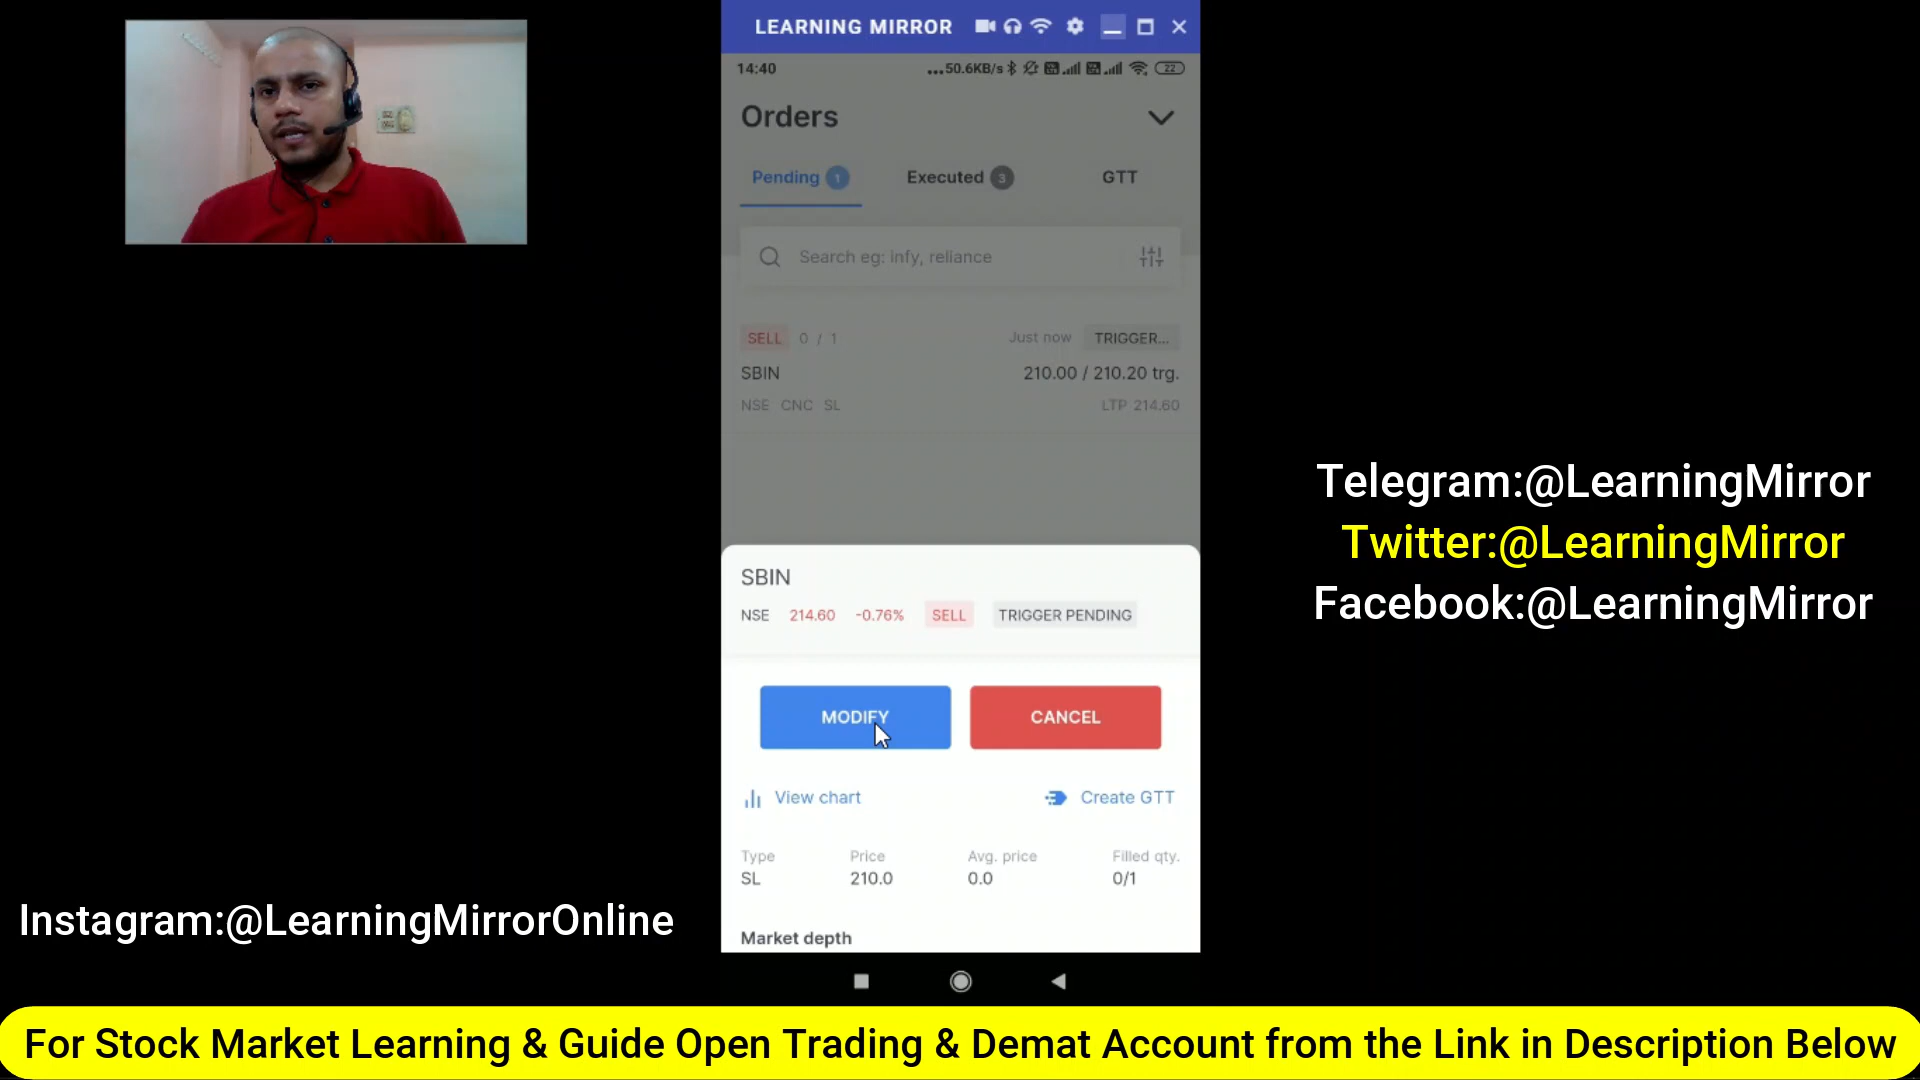 LEARNING MIRROR
14:40
...50.6KB/s
22
Orders
Pending 1
Executed 3
GTT
Search eg: infy, reliance
SELL 0 / 1
Just now TRIGGER...
SBIN
210.00 / 210.20 trg.
NSE CNC SL
LTP 214.60
SBIN
NSE 214.60 -0.76% SELL TRIGGER PENDING
MODIFY
CANCEL
View chart
Create GTT
Type
Price
Avg. price
Filled qty.
SL
210.0
0.0
0/1
Market depth
Telegram:@LearningMirror
Twitter:@LearningMirror
Facebook:@LearningMirror
Instagram:@LearningMirrorOnline
For Stock Market Learning & Guide Open Trading & Demat Account from the Link in Description Below